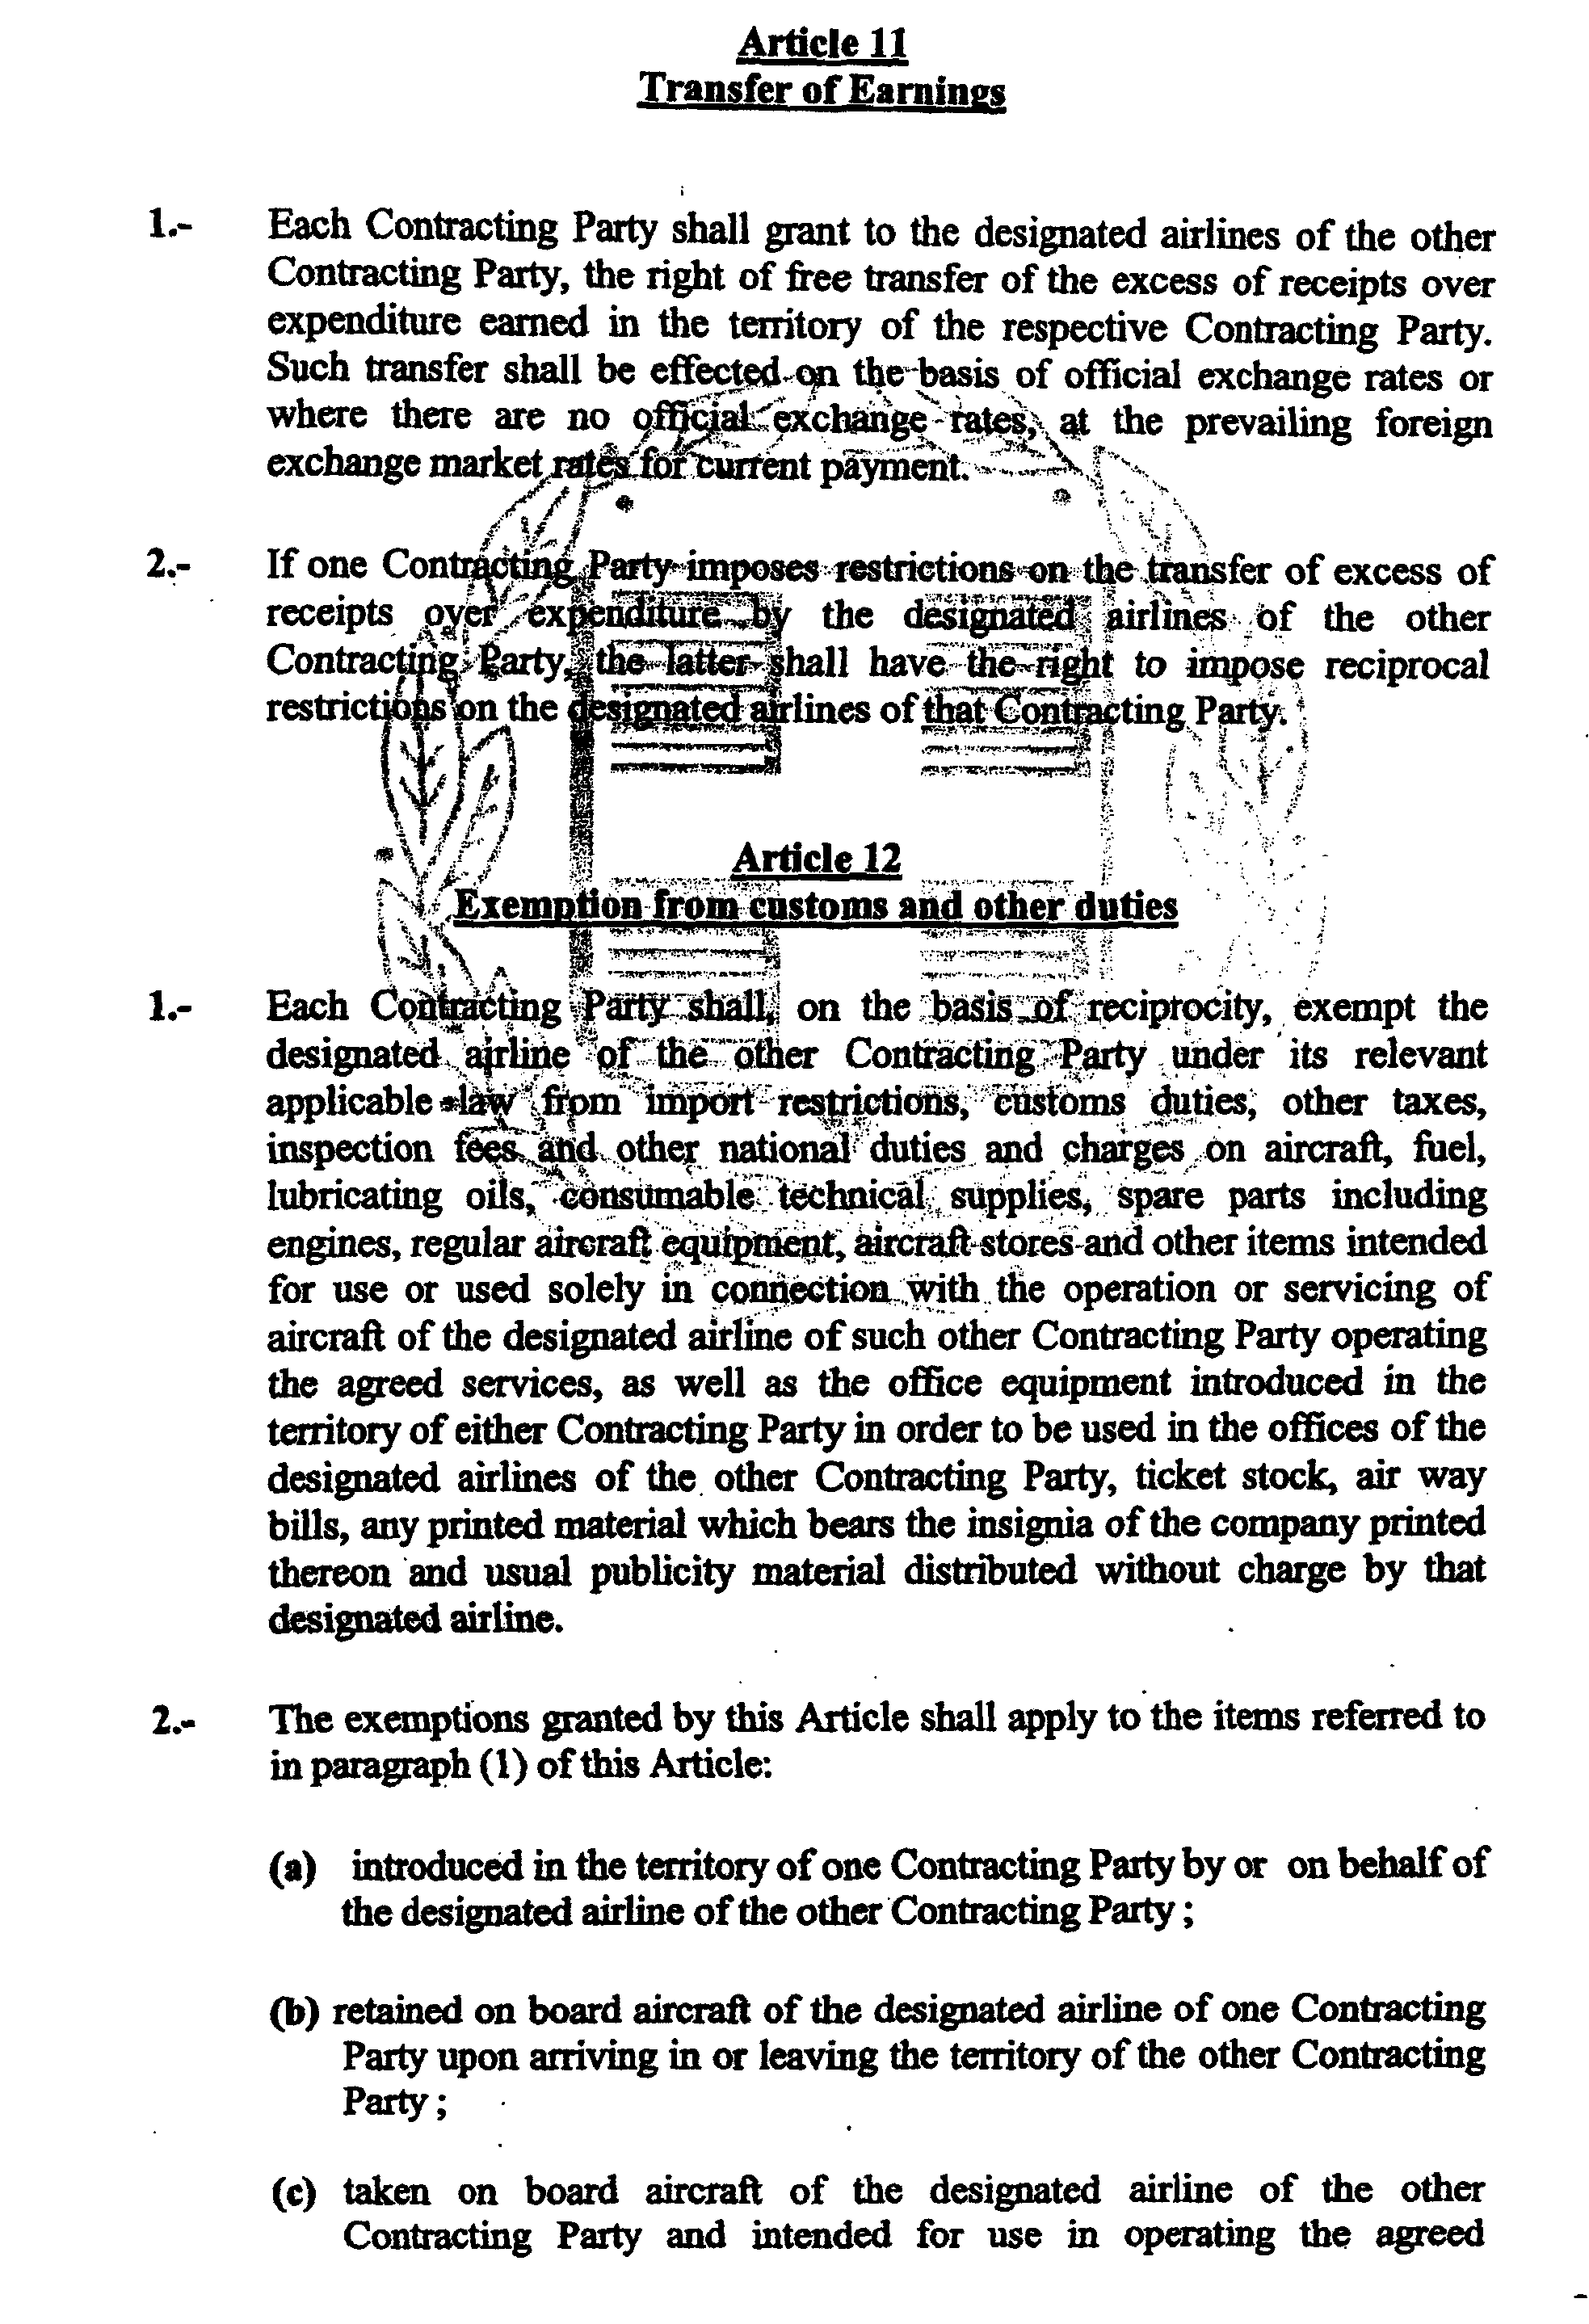 Article 11
Transfer of Earnings
1.- Each Contracting Party shall grant to the designated airlines of the other
Contracting Party, the right of free transfer of the excess of receipts over
expenditure earned in the territory of the respective Contracting Party.
Such transfer shall be effected on the basis of official exchange rates or
where there are no official exchange rates, at the prevailing foreign
exchange market rates for current payment.
2.- If one Contracting Party imposes restrictions on the transfer of excess of
receipts over expenditure by the designated airlines of the other
Contracting Party, the latter shall have the right to impose reciprocal
restrictions on the designated airlines of that Contracting Party.
Article 12
Exemption from customs and other duties
1.- Each Contracting Party shall, on the basis of reciprocity, exempt the
designated airline of the other Contracting Party under its relevant
applicable law from import restrictions, customs duties, other taxes,
inspection fees and other national duties and charges on aircraft, fuel,
lubricating oils, consumable technical supplies, spare parts including
engines, regular aircraft equipment, aircraft stores and other items intended
for use or used solely in connection with the operation or servicing of
aircraft of the designated airline of such other Contracting Party operating
the agreed services, as well as the office equipment introduced in the
territory of either Contracting Party in order to be used in the offices of the
designated airlines of the other Contracting Party, ticket stock, air way
bills, any printed material which bears the insignia of the company printed
thereon and usual publicity material distributed without charge by that
designated airline.
2.- The exemptions granted by this Article shall apply to the items referred to
in paragraph (1) of this Article:
(a) introduced in the territory of one Contracting Party by or on behalf of
the designated airline of the other Contracting Party ;
(b) retained on board aircraft of the designated airline of one Contracting
Party upon arriving in or leaving the territory of the other Contracting
Party ;
(c) taken on board aircraft of the designated airline of the other
Contracting Party and intended for use in operating the agreed